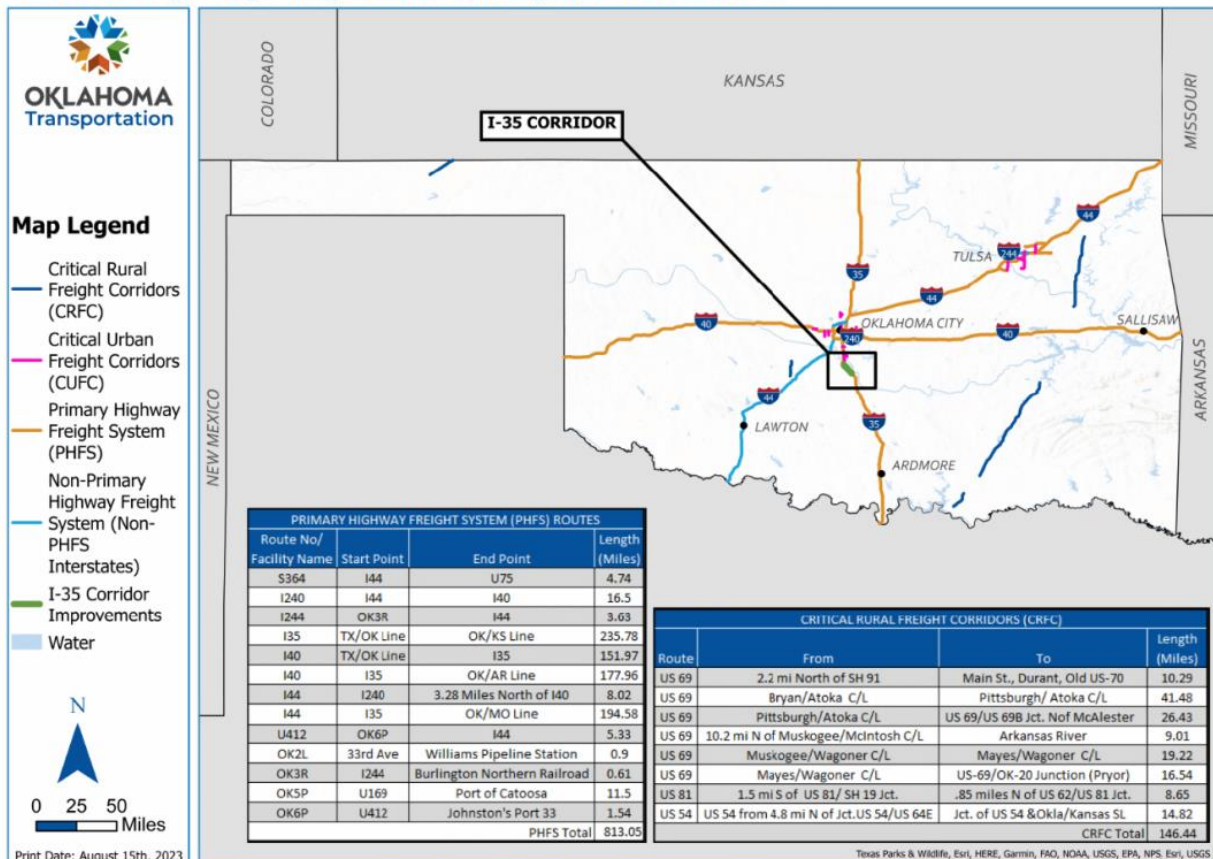 OKLAHOMA
Transportation
Map Legend
Critical Rural
Freight Corridors
(CRFC)
Critical Urban
Freight Corridors
(CUFC)
Primary Highway
Freight System
(PHFS)
Non-Primary
Highway Freight
System (Non-
PHFS
Interstates)
I-35 Corridor
Improvements
Water
N
0 25 50
Miles
Print Date: August 15th, 2023
COLORADO
KANSAS
MISSOURI
I-35 CORRIDOR
NEW MEXICO
ARKANSAS
44
244
TULSA
35
44
40
OKLAHOMA CITY
240
40
SALLISAW
44
LAWTON
35
ARDMORE
PRIMARY HIGHWAY FREIGHT SYSTEM (PHFS) ROUTES
Route No/ Facility Name Start Point End Point Length (Miles)
S364 I44 U75 4.74
I240 I44 I40 16.5
I244 OK3R I44 3.63
I35 TX/OK Line OK/KS Line 235.78
I40 TX/OK Line I35 151.97
I40 I35 OK/AR Line 177.96
I44 I240 3.28 Miles North of I40 8.02
I44 I35 OK/MO Line 194.58
U412 OK6P I44 5.33
OK2L 33rd Ave Williams Pipeline Station 0.9
OK3R I244 Burlington Northern Railroad 0.61
OK5P U169 Port of Catoosa 11.5
OK6P U412 Johnston's Port 33 1.54
PHFS Total 813.05
CRITICAL RURAL FREIGHT CORRIDORS (CRFC)
Route From To Length (Miles)
US 69 2.2 mi North of SH 91 Main St., Durant, Old US-70 10.29
US 69 Bryan/Atoka C/L Pittsburgh/ Atoka C/L 41.48
US 69 Pittsburgh/Atoka C/L US 69/US 69B Jct. Nof McAlester 26.43
US 69 10.2 mi N of Muskogee/McIntosh C/L Arkansas River 9.01
US 69 Muskogee/Wagoner C/L Mayes/Wagoner C/L 19.22
US 69 Mayes/Wagoner C/L US-69/OK-20 Junction (Pryor) 16.54
US 81 1.5 mi S of US 81/ SH 19 Jct. .85 miles N of US 62/US 81 Jct. 8.65
US 54 US 54 from 4.8 mi N of Jct.US 54/US 64E Jct. of US 54 &Okla/Kansas SL 14.82
CRFC Total 146.44
Texas Parks & Wildlife, Esri, HERE, Garmin, FAO, NOAA, USGS, EPA, NPS, Esri, USGS